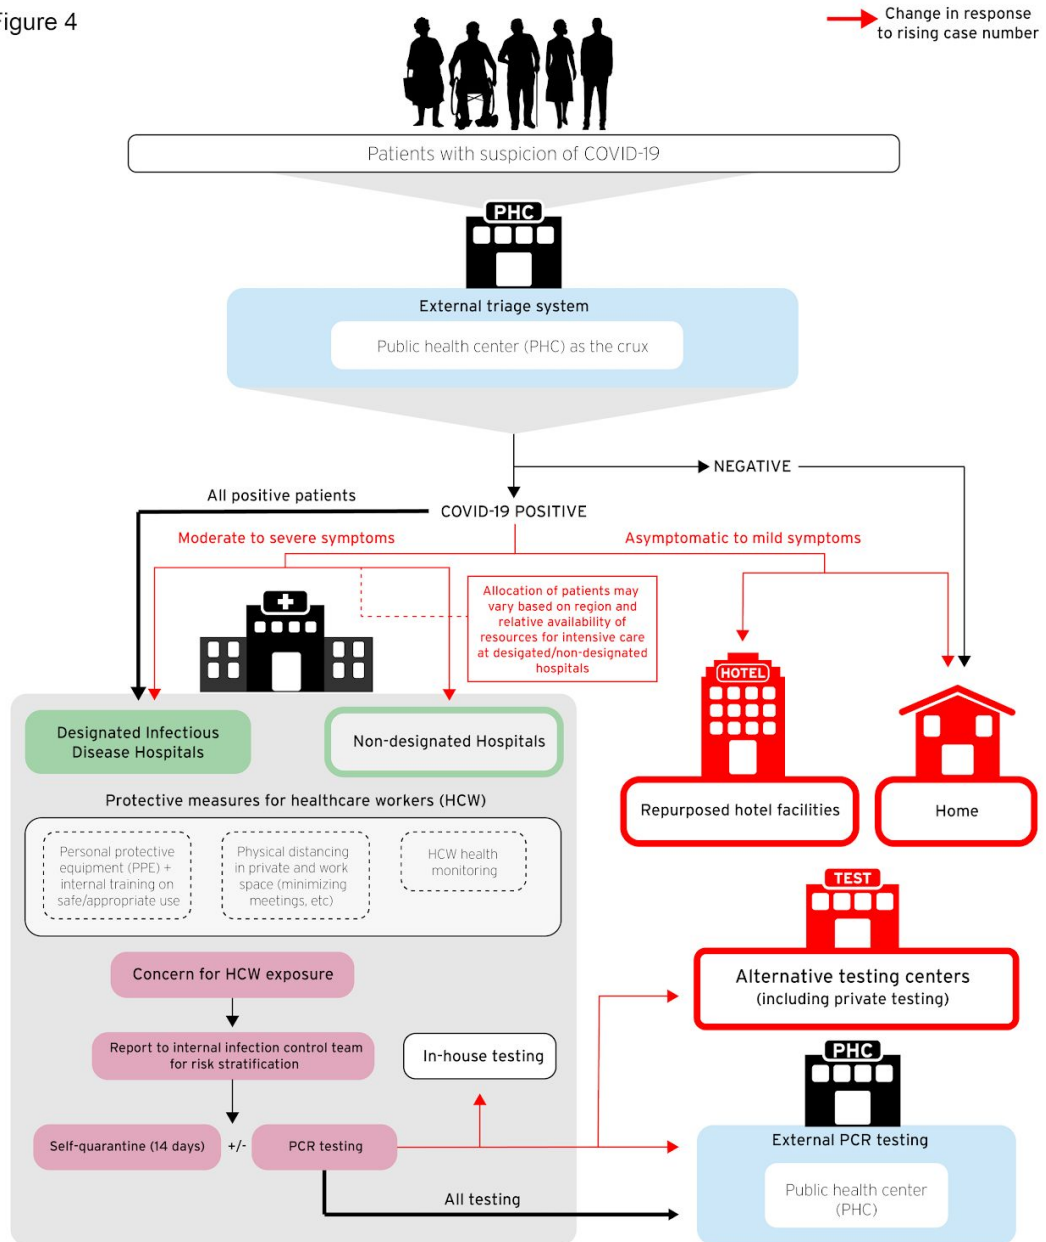 Figure 4
Change in response
to rising case number
Patients with suspicion of COVID-19
PHC
External triage system
Public health center (PHC) as the crux
NEGATIVE
All positive patients
COVID-19 POSITIVE
Moderate to severe symptoms
Asymptomatic to mild symptoms
Allocation of patients may
vary based on region and
relative availability of
resources for intensive care
at desigated/non-designated
hospitals
HOTEL
Designated Infectious
Disease Hospitals
Non-designated Hospitals
Repurposed hotel facilities
Home
Protective measures for healthcare workers (HCW)
Personal protective
equipment (PPE) +
internal training on
safe/appropriate use
Physical distancing
in private and work
space (minimizing
meetings, etc)
HCW health
monitoring
TEST
Alternative testing centers
(including private testing)
Concern for HCW exposure
Report to internal infection control team
for risk stratification
In-house testing
PHC
Self-quarantine (14 days)
+/-
PCR testing
External PCR testing
Public health center
(PHC)
All testing